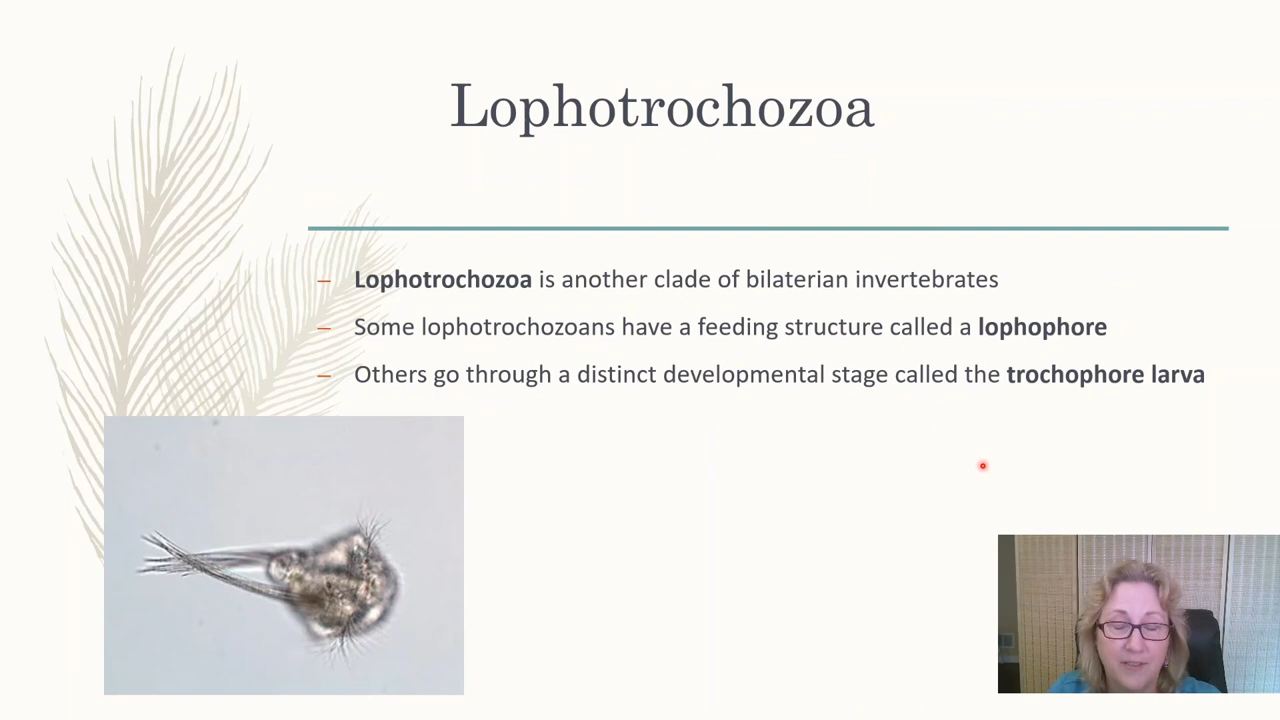 Lophotrochozoa
– Lophotrochozoa is another clade of bilaterian invertebrates
– Some lophotrochozoans have a feeding structure called a lophophore
– Others go through a distinct developmental stage called the trochophore larva